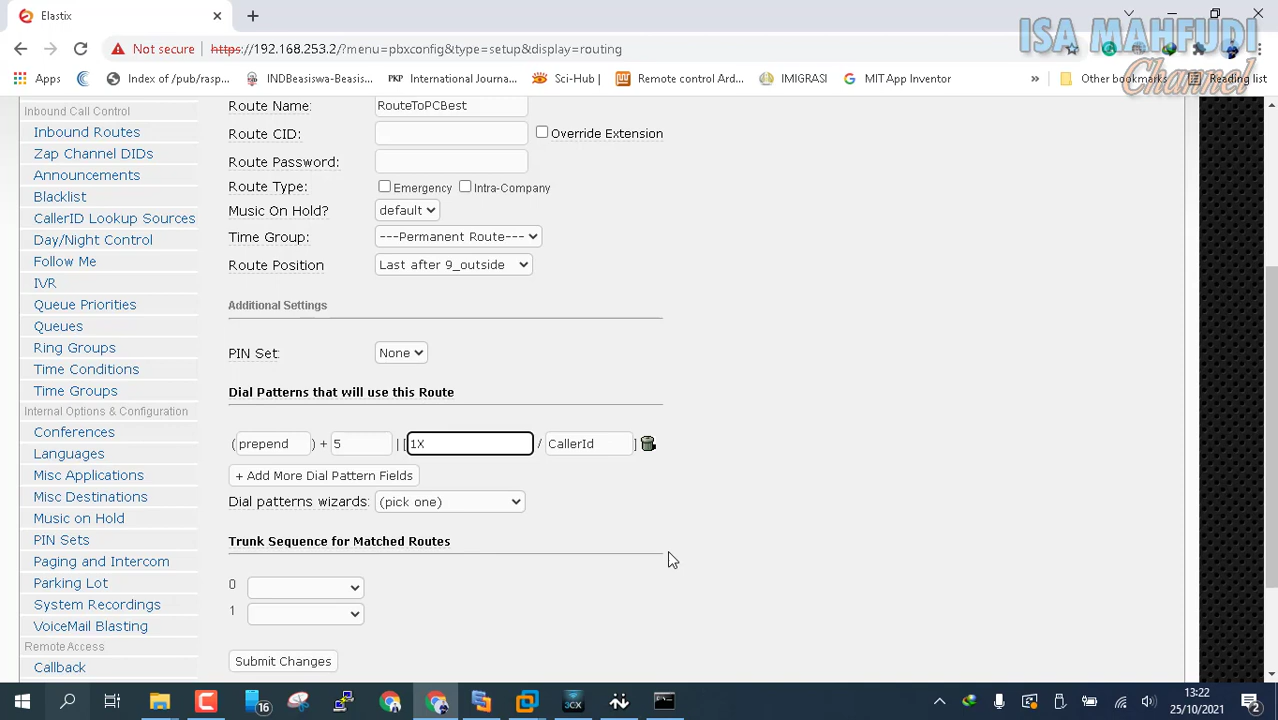 Elastix
ISA MAHFUDI
Channel
Not secure https://192.168.253.2/?menu=pbxconfig&type=setup&display=routing
Apps Index of /pub/rasp... INDBeasiswa-Beasis... PKP International Journa... Sci-Hub | Remote control Ard... IMIGRASI MIT App Inventor » Other bookmarks Reading list
Inbound Call Control
Inbound Routes
Zap Channel DIDs
Announcements
Blacklist
CallerID Lookup Sources
Day/Night Control
Follow Me
IVR
Queue Priorities
Queues
Ring Groups
Time Conditions
Time Groups
Internal Options & Configuration
Conferences
Languages
Misc Applications
Misc Destinations
Music on Hold
PIN Sets
Paging and Intercom
Parking Lot
System Recordings
VoiceMail Blasting
Remote Access
Callback
Route Name: RouteToPCBest
Route CID: Override Extension
Route Password:
Route Type: Emergency Intra-Company
Music On Hold? default
Time Group: ---Permanent Route---
Route Position Last after 9_outside
Additional Settings
PIN Set: None
Dial Patterns that will use this Route
(prepend) + 5 | [1X / CallerId ]
+ Add More Dial Pattern Fields
Dial patterns wizards: (pick one)
Trunk Sequence for Matched Routes
0
1
Submit Changes
16
3CX
13:22
25/10/2021
2